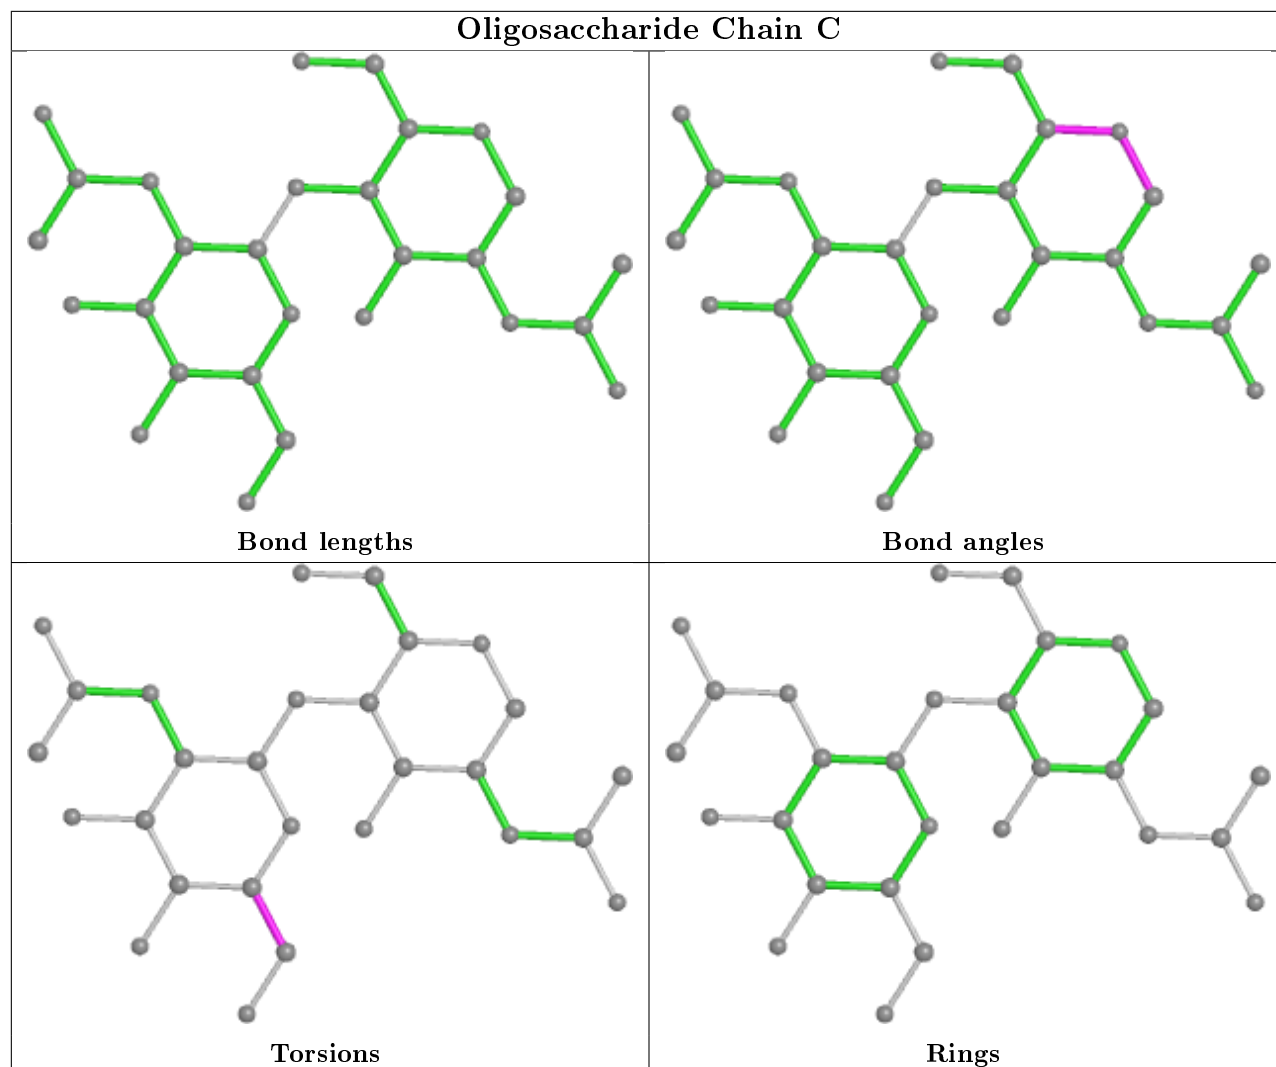 Oligosaccharide Chain C
Bond lengths
Bond angles
Torsions
Rings